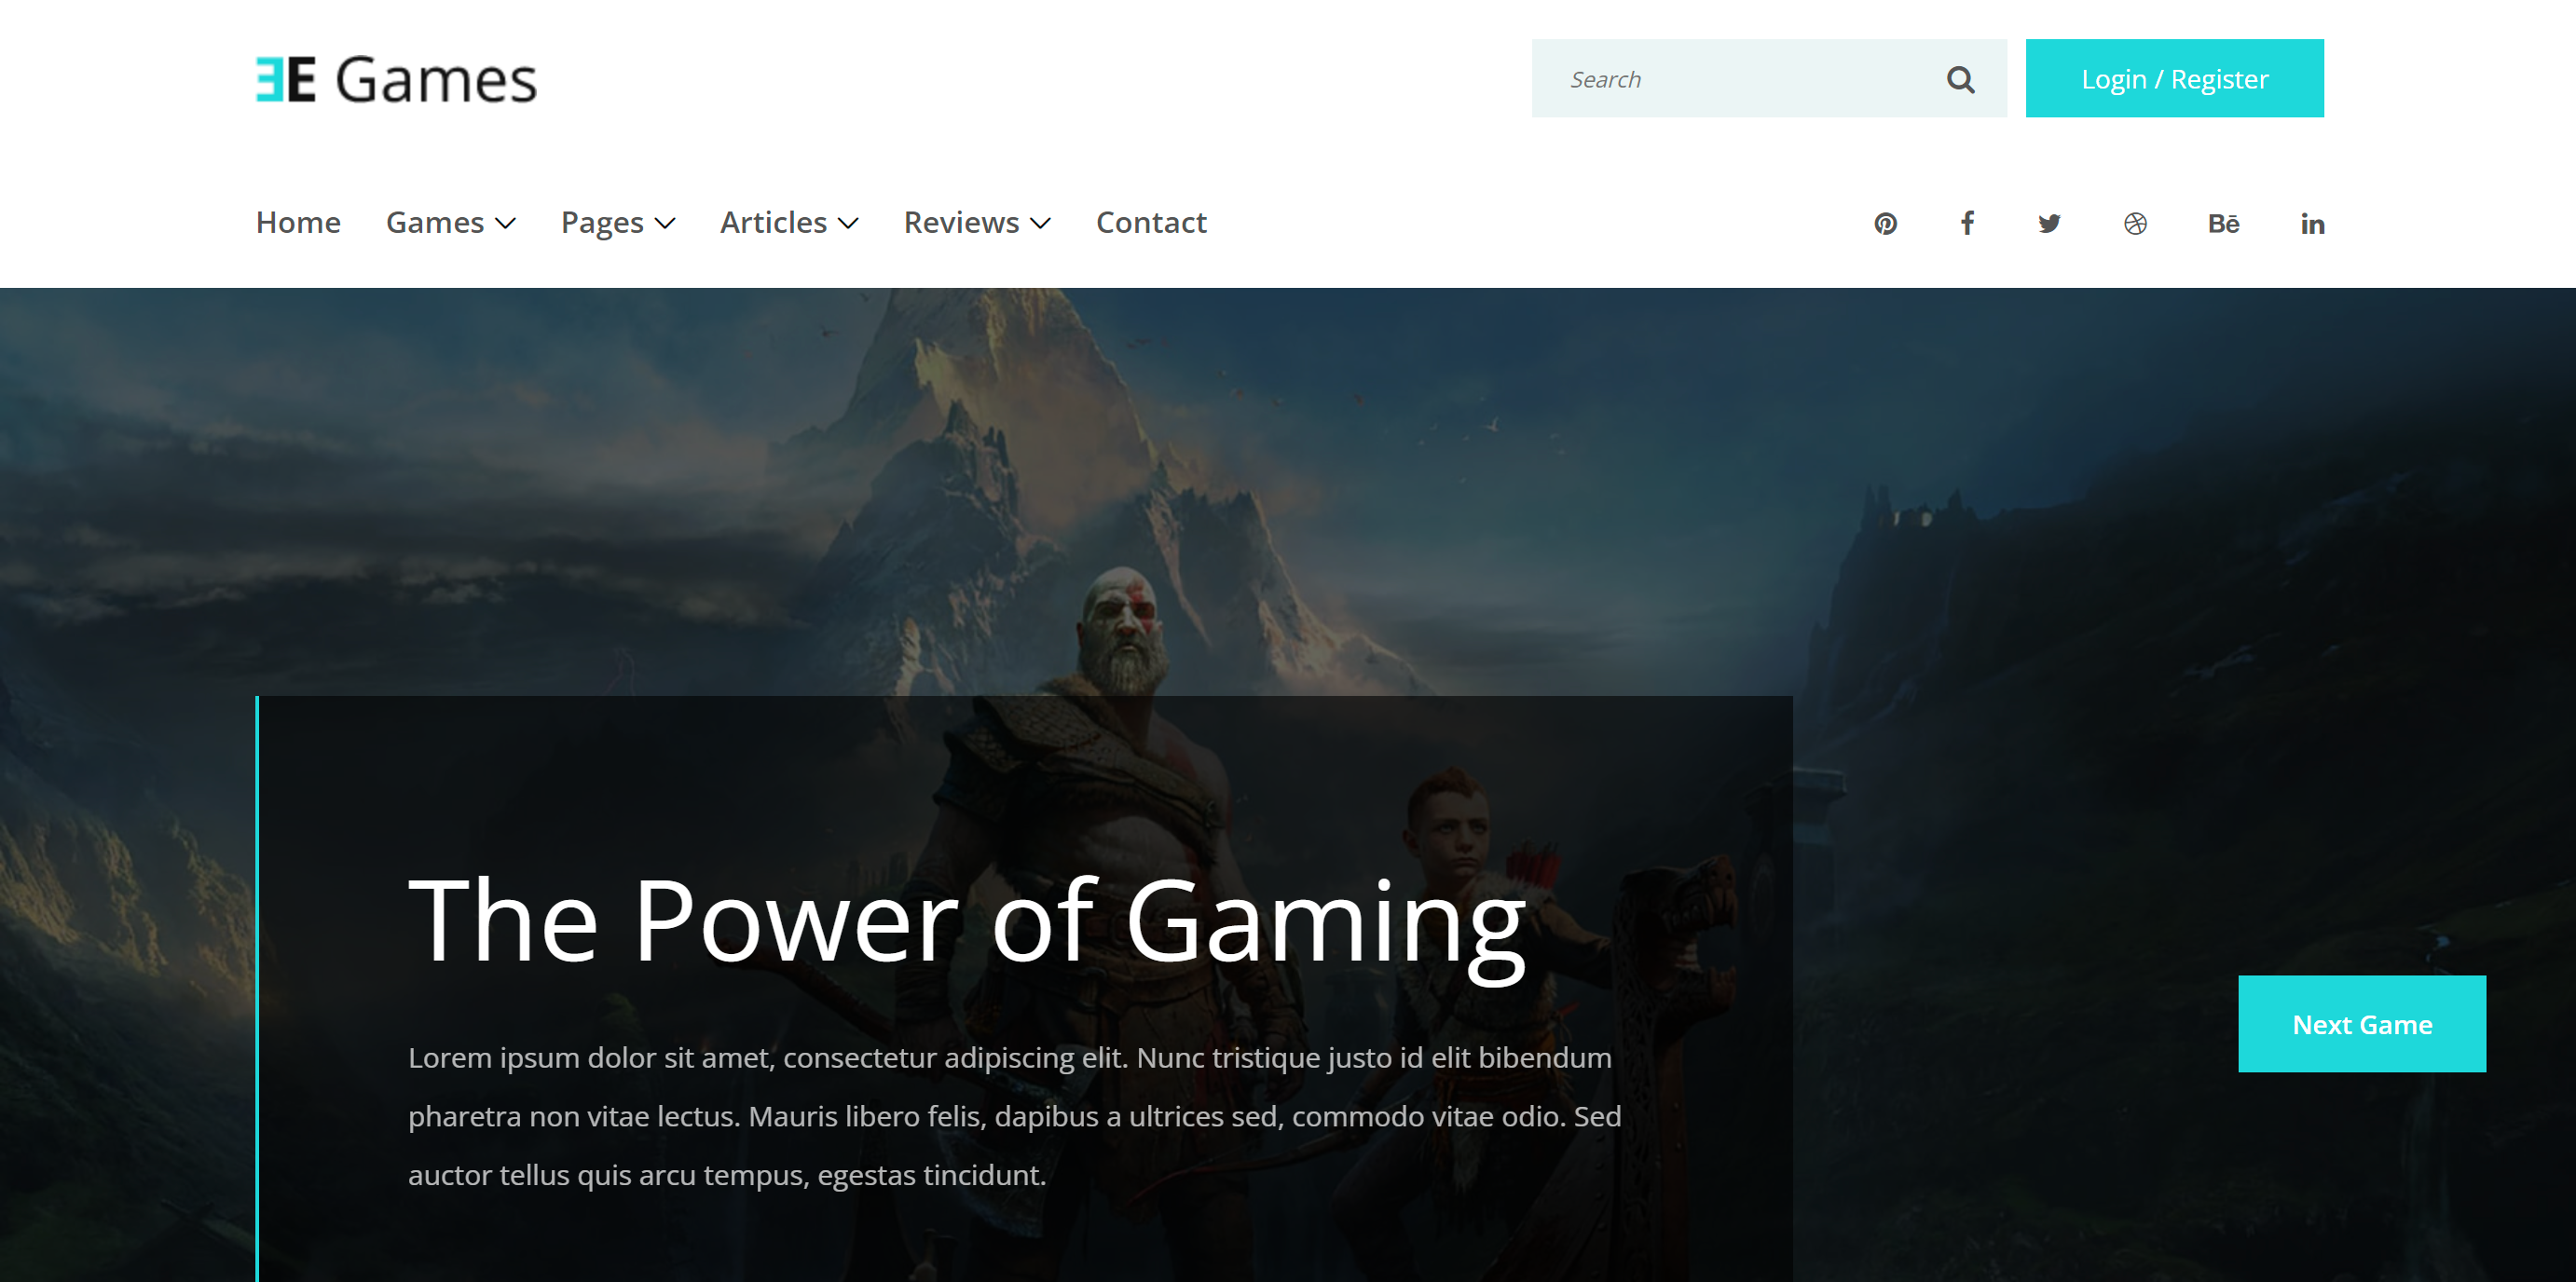 ƎE Games
Search
Login / Register
Home Games Pages Articles Reviews Contact
Bē in
The Power of Gaming
Lorem ipsum dolor sit amet, consectetur adipiscing elit. Nunc tristique justo id elit bibendum
pharetra non vitae lectus. Mauris libero felis, dapibus a ultrices sed, commodo vitae odio. Sed
auctor tellus quis arcu tempus, egestas tincidunt.
Next Game